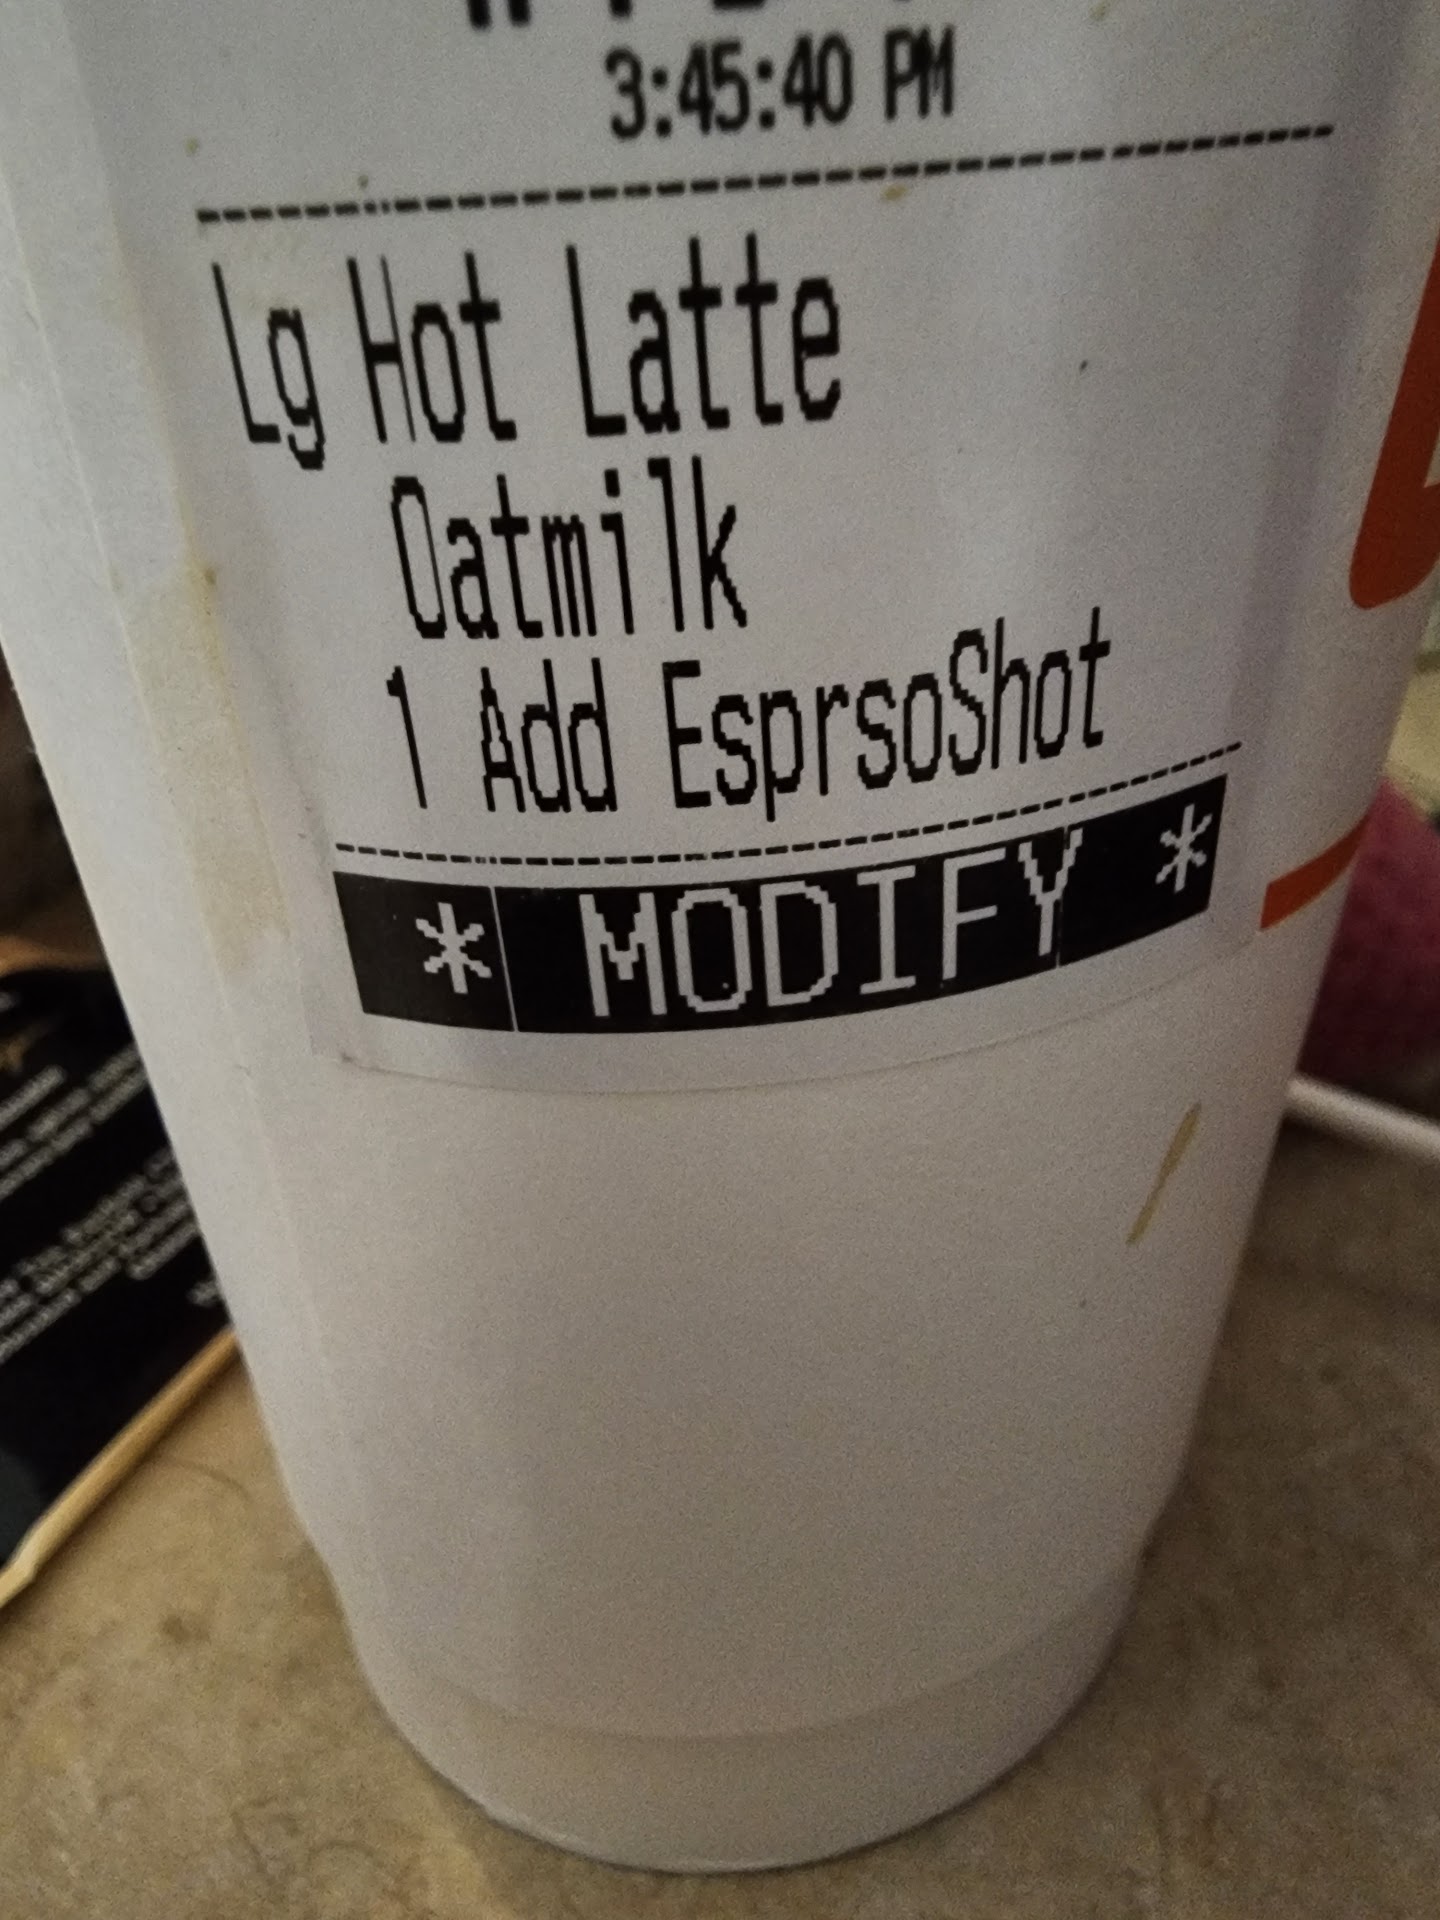 3:45:40 PM
Lg Hot Latte
Oatmilk
1 Add EsprsoShot
* MODIFY *